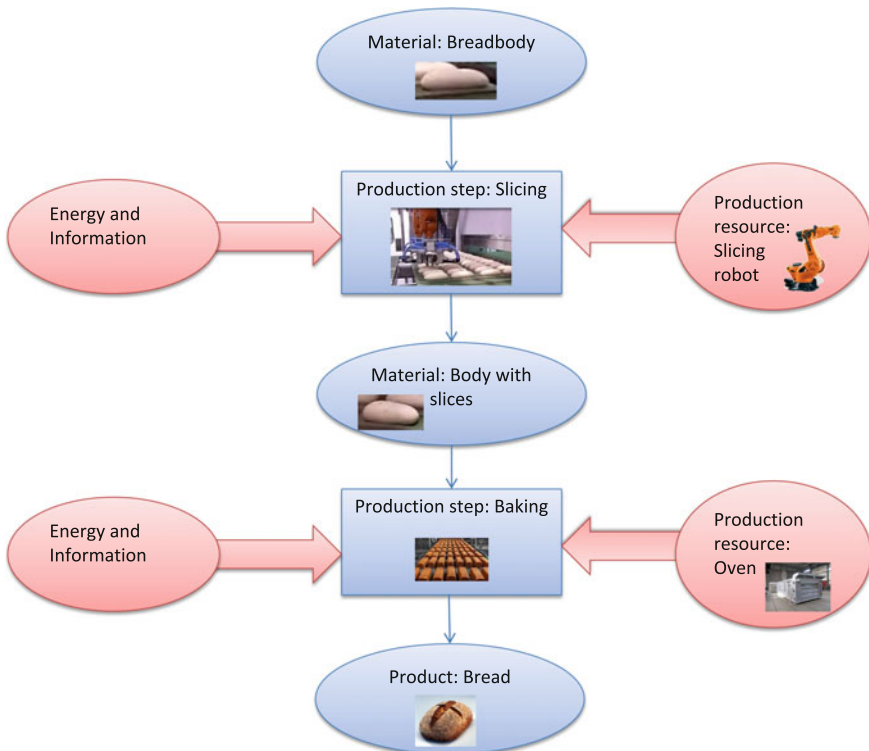 Material: Breadbody
Production step: Slicing
Energy and
Information
Production
resource:
Slicing
robot
Material: Body with
slices
Production step: Baking
Energy and
Information
Production
resource:
Oven
Product: Bread